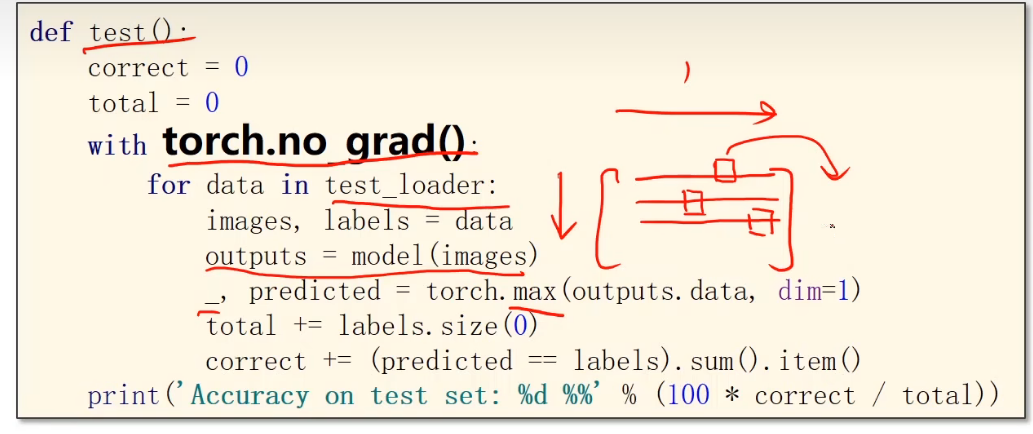 def test():
    correct = 0
    total = 0
    with torch.no_grad():
        for data in test_loader:
            images, labels = data
            outputs = model(images)
            _, predicted = torch.max(outputs.data, dim=1)
            total += labels.size(0)
            correct += (predicted == labels).sum().item()
    print('Accuracy on test set: %d %%' % (100 * correct / total))